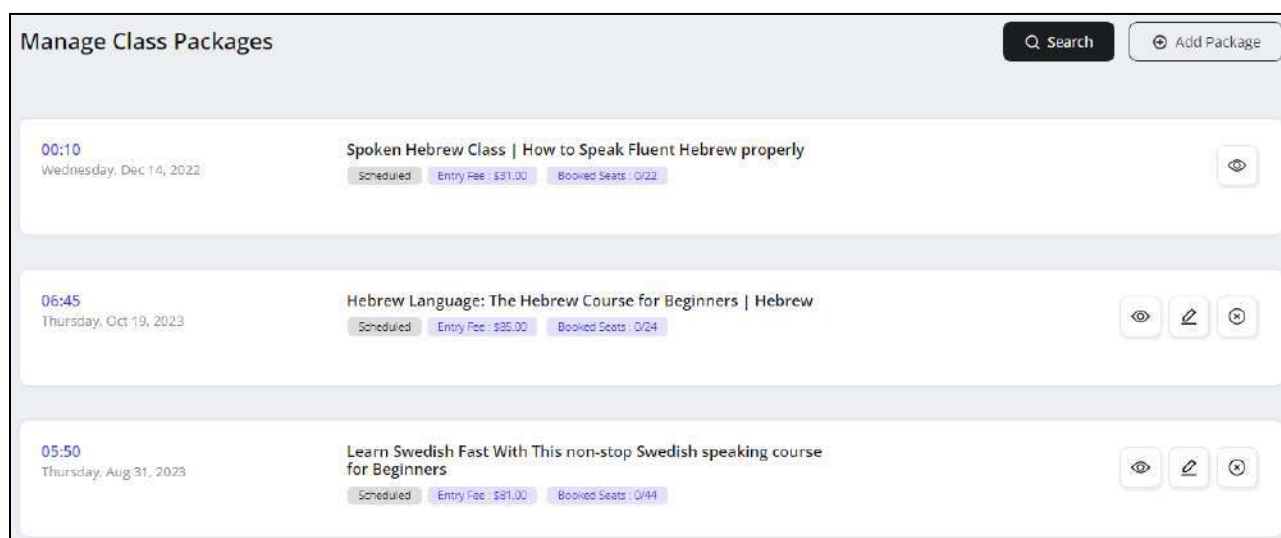 Manage Class Packages
Search
Add Package
00:10
Wednesday, Dec 14, 2022
Spoken Hebrew Class | How to Speak Fluent Hebrew properly
Scheduled Entry Fee : $31.00 Booked Seats : 0/22
06:45
Thursday, Oct 19, 2023
Hebrew Language: The Hebrew Course for Beginners | Hebrew
Scheduled Entry Fee : $35.00 Booked Seats : 0/24
05:50
Thursday, Aug 31, 2023
Learn Swedish Fast With This non-stop Swedish speaking course
for Beginners
Scheduled Entry Fee : $81.00 Booked Seats : 0/44